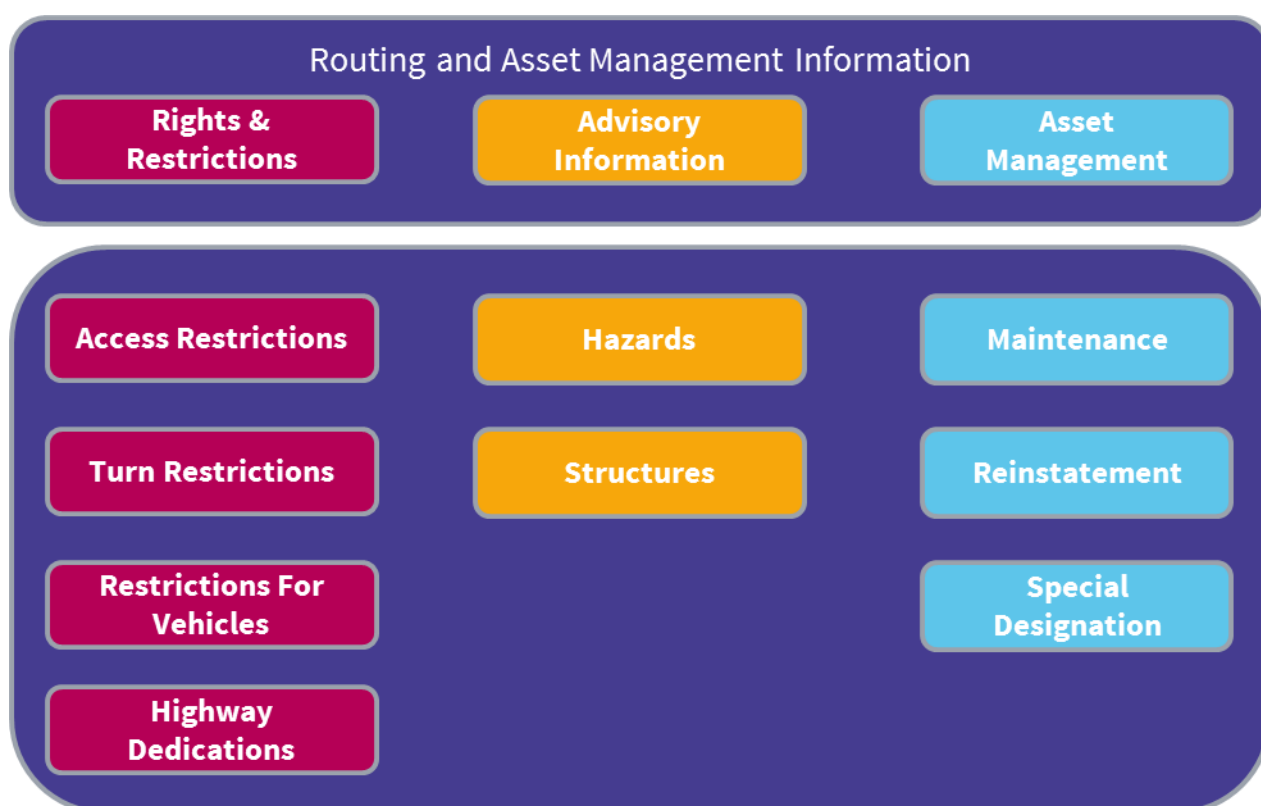 Routing and Asset Management Information
Rights &
Restrictions
Advisory
Information
Asset
Management
Access Restrictions
Hazards
Maintenance
Turn Restrictions
Structures
Reinstatement
Restrictions For
Vehicles
Special
Designation
Highway
Dedications